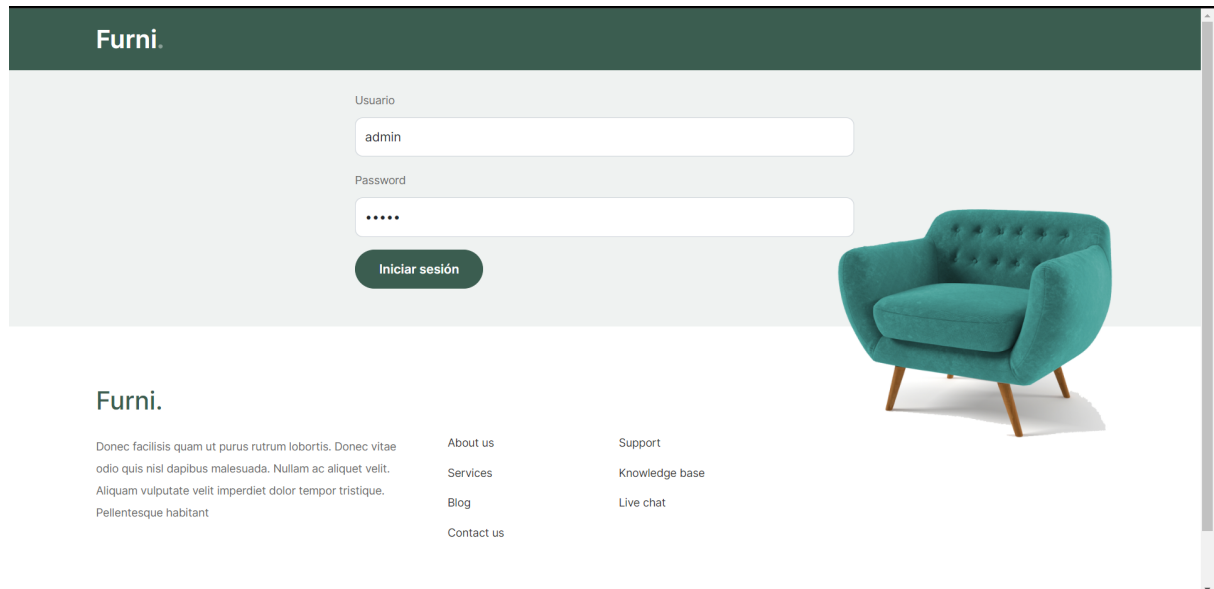 Furni.
Usuario
admin
Password
•••••
Iniciar sesión
Furni.
Donec facilisis quam ut purus rutrum lobortis. Donec vitae
odio quis nisl dapibus malesuada. Nullam ac aliquet velit.
Aliquam vulputate velit imperdiet dolor tempor tristique.
Pellentesque habitant
About us
Services
Blog
Contact us
Support
Knowledge base
Live chat